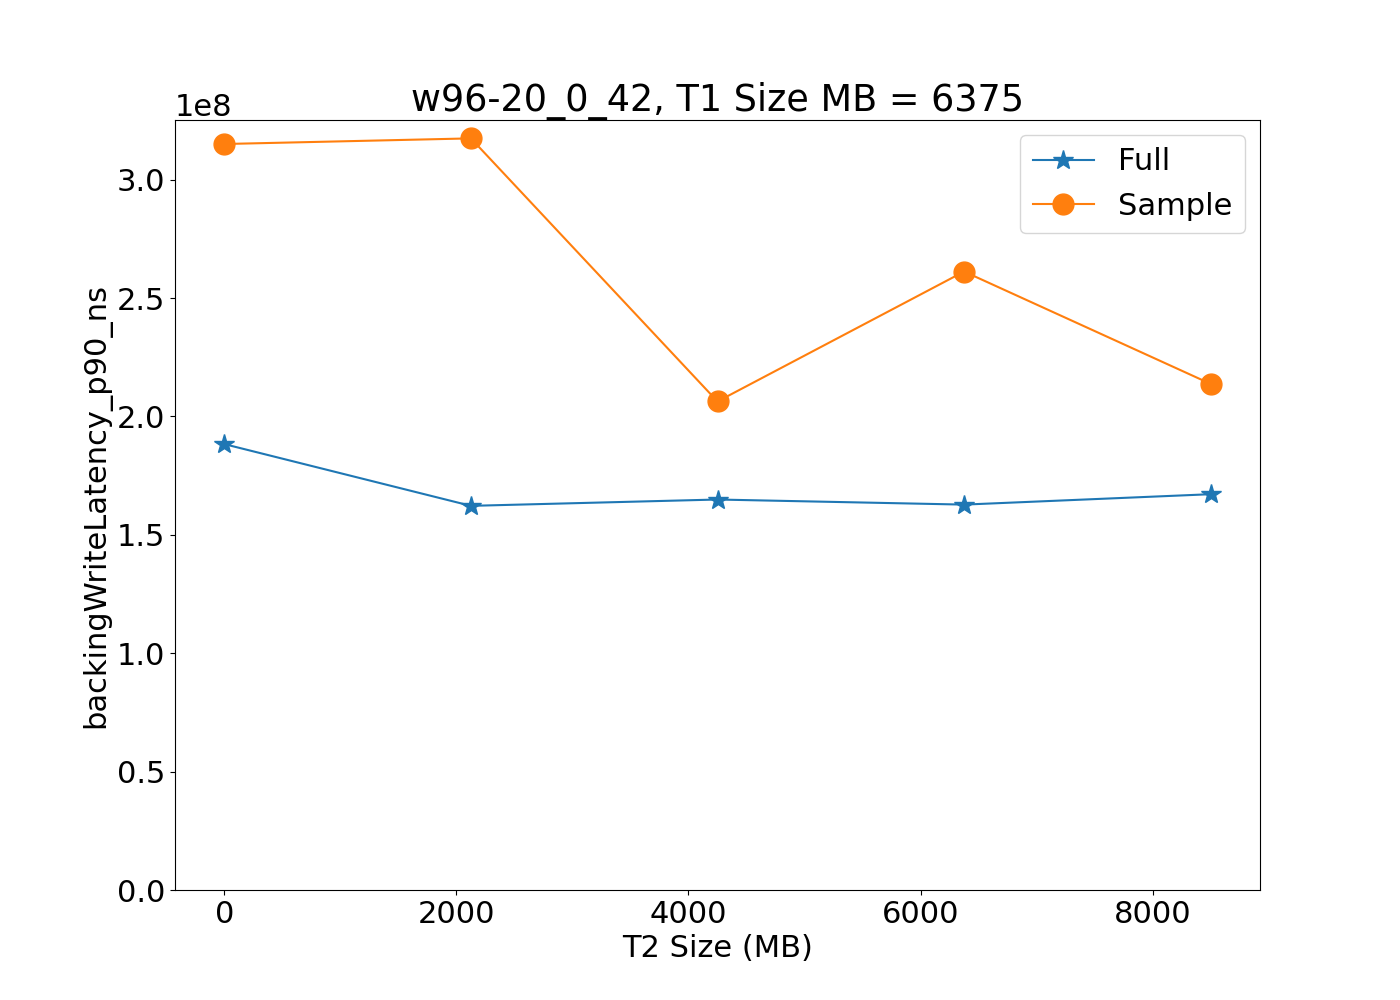 w96-20_0_42, T1 Size MB = 6375
1e8
Full
Sample
3.0
2.5
2.0
1.5
1.0
0.5
0.0
backingWriteLatency_p90_ns
0 2000 4000 6000 8000
T2 Size (MB)